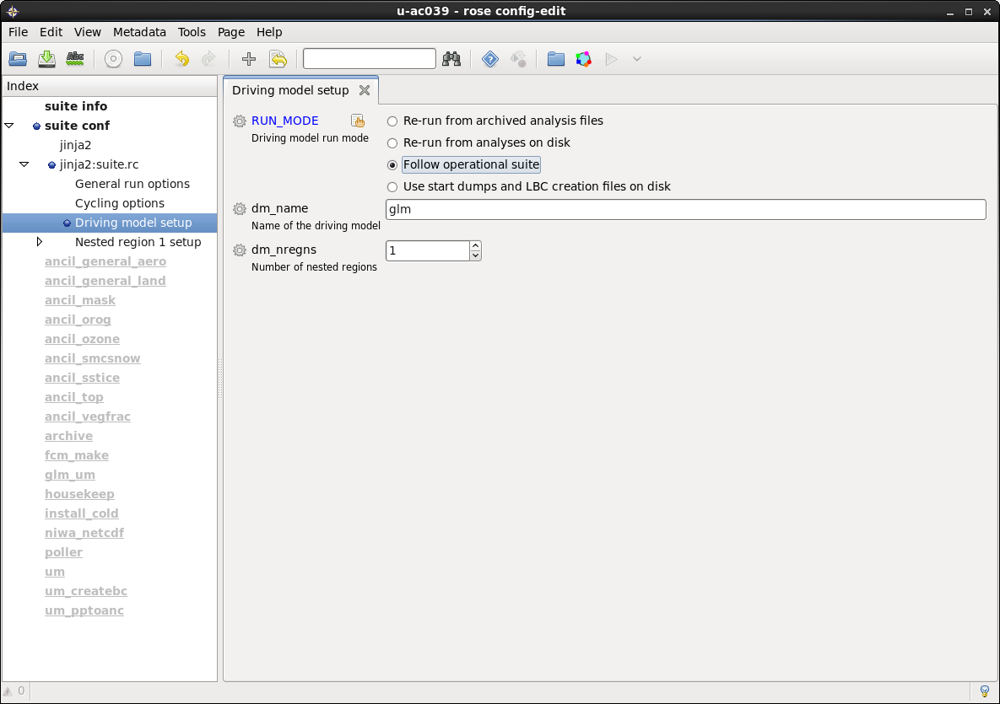 u-ac039 - rose config-edit
File Edit View Metadata Tools Page Help
Abc
Index
suite info
suite conf
jinja2
jinja2:suite.rc
General run options
Cycling options
Driving model setup
Nested region 1 setup
ancil_general_aero
ancil_general_land
ancil_mask
ancil_orog
ancil_ozone
ancil_smcsnow
ancil_sstice
ancil_top
ancil_vegfrac
archive
fcm_make
glm_um
housekeep
install_cold
niwa_netcdf
poller
um
um_createbc
um_pptoanc
Driving model setup
RUN_MODE
Driving model run mode
Re-run from archived analysis files
Re-run from analyses on disk
Follow operational suite
Use start dumps and LBC creation files on disk
dm_name
Name of the driving model
glm
dm_nregns
Number of nested regions
1
0